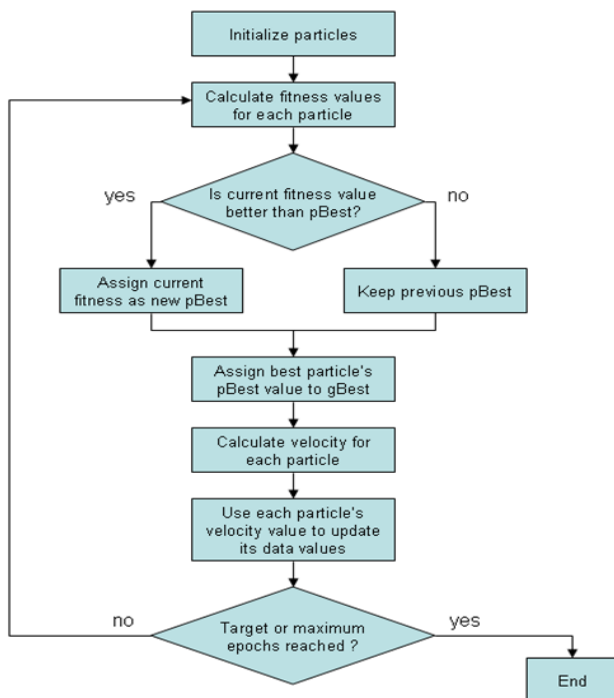 Initialize particles
Calculate fitness values
for each particle
Is current fitness value
better than pBest?
yes
no
Assign current
fitness as new pBest
Keep previous pBest
Assign best particle's
pBest value to gBest
Calculate velocity for
each particle
Use each particle's
velocity value to update
its data values
Target or maximum
epochs reached ?
no
yes
End